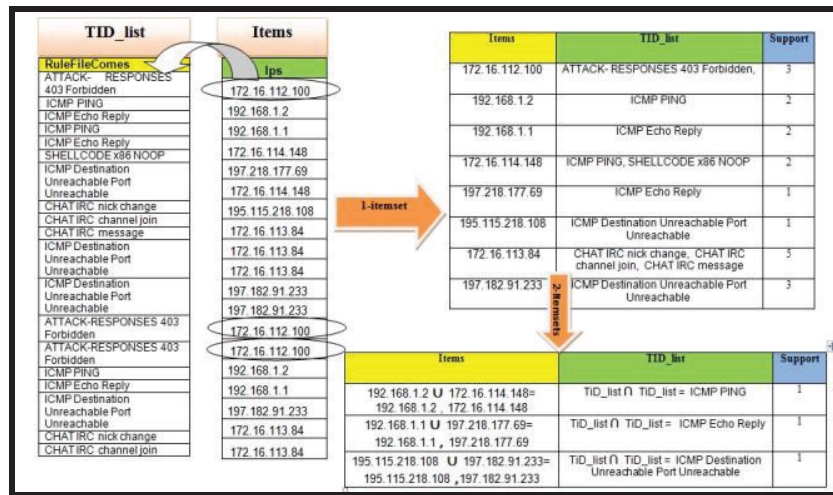 TID_list
Items
RuleFileComes
Ips
ATTACK- RESPONSES
403 Forbidden
ICMP PING
ICMP Echo Reply
ICMP PING
ICMP Echo Reply
SHELLCODE x86 NOOP
ICMP Destination
Unreachable Port
Unreachable
CHAT IRC nick change
CHAT IRC channel join
CHAT IRC message
ICMP Destination
Unreachable Port
Unreachable
ICMP Destination
Unreachable Port
Unreachable
ATTACK-RESPONSES 403
Forbidden
ATTACK-RESPONSES 403
Forbidden
ICMP PING
ICMP Echo Reply
ICMP Destination
Unreachable Port
Unreachable
CHAT IRC nick change
CHAT IRC channel join
172.16.112.100
192.168.1.2
192.168.1.1
172.16.114.148
197.218.177.69
172.16.114.148
195.115.218.108
172.16.113.84
172.16.113.84
172.16.113.84
197.182.91.233
197.182.91.233
172.16.112.100
172.16.112.100
192.168.1.2
192.168.1.1
197.182.91.233
172.16.113.84
172.16.113.84
1-itemset
Items TID_list Support
172.16.112.100 ATTACK- RESPONSES 403 Forbidden, 3
192.168.1.2 ICMP PING 2
192.168.1.1 ICMP Echo Reply 2
172.16.114.148 ICMP PING, SHELLCODE x86 NOOP 2
197.218.177.69 ICMP Echo Reply 1
195.115.218.108 ICMP Destination Unreachable Port 1
Unreachable
172.16.113.84 CHAT IRC nick change, CHAT IRC 5
channel join, CHAT IRC message
197.182.91.233 ICMP Destination Unreachable Port 3
Unreachable
2-itemsets
Items TID_list Support
192.168.1.2 U 172.16.114.148= TiD_list ∩ TiD_list = ICMP PING 1
192.168.1.2 , 172.16.114.148
192.168.1.1 U 197.218.177.69= TiD_list ∩ TiD_list = ICMP Echo Reply 1
192.168.1.1 , 197.218.177.69
195.115.218.108 U 197.182.91.233= TiD_list ∩ TiD_list = ICMP Destination 1
195.115.218.108 ,197.182.91.233 Unreachable Port Unreachable